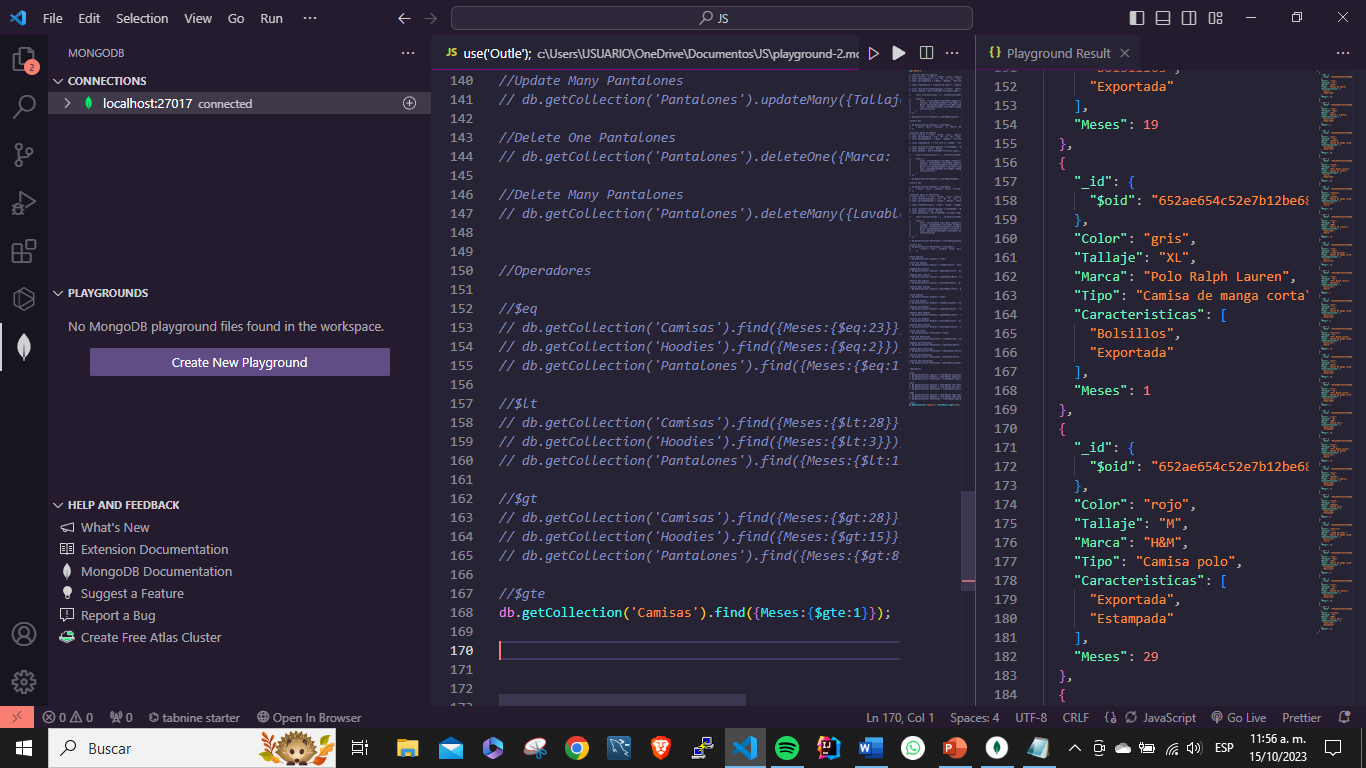 File Edit Selection View Go Run ···
JS
MONGODB
CONNECTIONS
localhost:27017 connected
PLAYGROUNDS
No MongoDB playground files found in the workspace.
Create New Playground
HELP AND FEEDBACK
What's New
Extension Documentation
MongoDB Documentation
Suggest a Feature
Report a Bug
Create Free Atlas Cluster
JS use('Outle'); c:\Users\USUARIO\OneDrive\Documentos\JS\playground-2.mo
140 //Update Many Pantalones
141 // db.getCollection('Pantalones').updateMany({Tallaje
142
143 //Delete One Pantalones
144 // db.getCollection('Pantalones').deleteOne({Marca:
145
146 //Delete Many Pantalones
147 // db.getCollection('Pantalones').deleteMany({Lavable
148
149
150 //Operadores
151
152 //$eq
153 // db.getCollection('Camisas').find({Meses:{$eq:23}}
154 // db.getCollection('Hoodies').find({Meses:{$eq:2}})
155 // db.getCollection('Pantalones').find({Meses:{$eq:1
156
157 //$lt
158 // db.getCollection('Camisas').find({Meses:{$lt:28}}
159 // db.getCollection('Hoodies').find({Meses:{$lt:3}})
160 // db.getCollection('Pantalones').find({Meses:{$lt:1
161
162 //$gt
163 // db.getCollection('Camisas').find({Meses:{$gt:28}}
164 // db.getCollection('Hoodies').find({Meses:{$gt:15}}
165 // db.getCollection('Pantalones').find({Meses:{$gt:8
166
167 //$gte
168 db.getCollection('Camisas').find({Meses:{$gte:1}});
169
170
171
172
173
{} Playground Result
151 "Bolsillos",
152 "Exportada"
153 ],
154 "Meses": 19
155 },
156 {
157 "_id": {
158 "$oid": "652ae654c52e7b12be68
159 },
160 "Color": "gris",
161 "Tallaje": "XL",
162 "Marca": "Polo Ralph Lauren",
163 "Tipo": "Camisa de manga corta"
164 "Caracteristicas": [
165 "Bolsillos",
166 "Exportada"
167 ],
168 "Meses": 1
169 },
170 {
171 "_id": {
172 "$oid": "652ae654c52e7b12be68
173 },
174 "Color": "rojo",
175 "Tallaje": "M",
176 "Marca": "H&M",
177 "Tipo": "Camisa polo",
178 "Caracteristicas": [
179 "Exportada",
180 "Estampada"
181 ],
182 "Meses": 29
183 },
184 {
0 0 0 tabnine starter Open In Browser
Ln 170, Col 1 Spaces: 4 UTF-8 CRLF {} JavaScript Go Live Prettier
Buscar
ESP
11:56 a. m.
15/10/2023
2